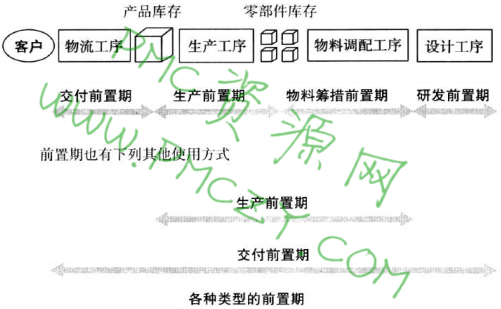 产品库存 零部件库存
客户 物流工序 生产工序 物料调配工序 设计工序
交付前置期 生产前置期 物料筹措前置期 研发前置期
前置期也有下列其他使用方式
生产前置期
交付前置期
各种类型的前置期
PMC资源网
WWW.PMCZY.COM